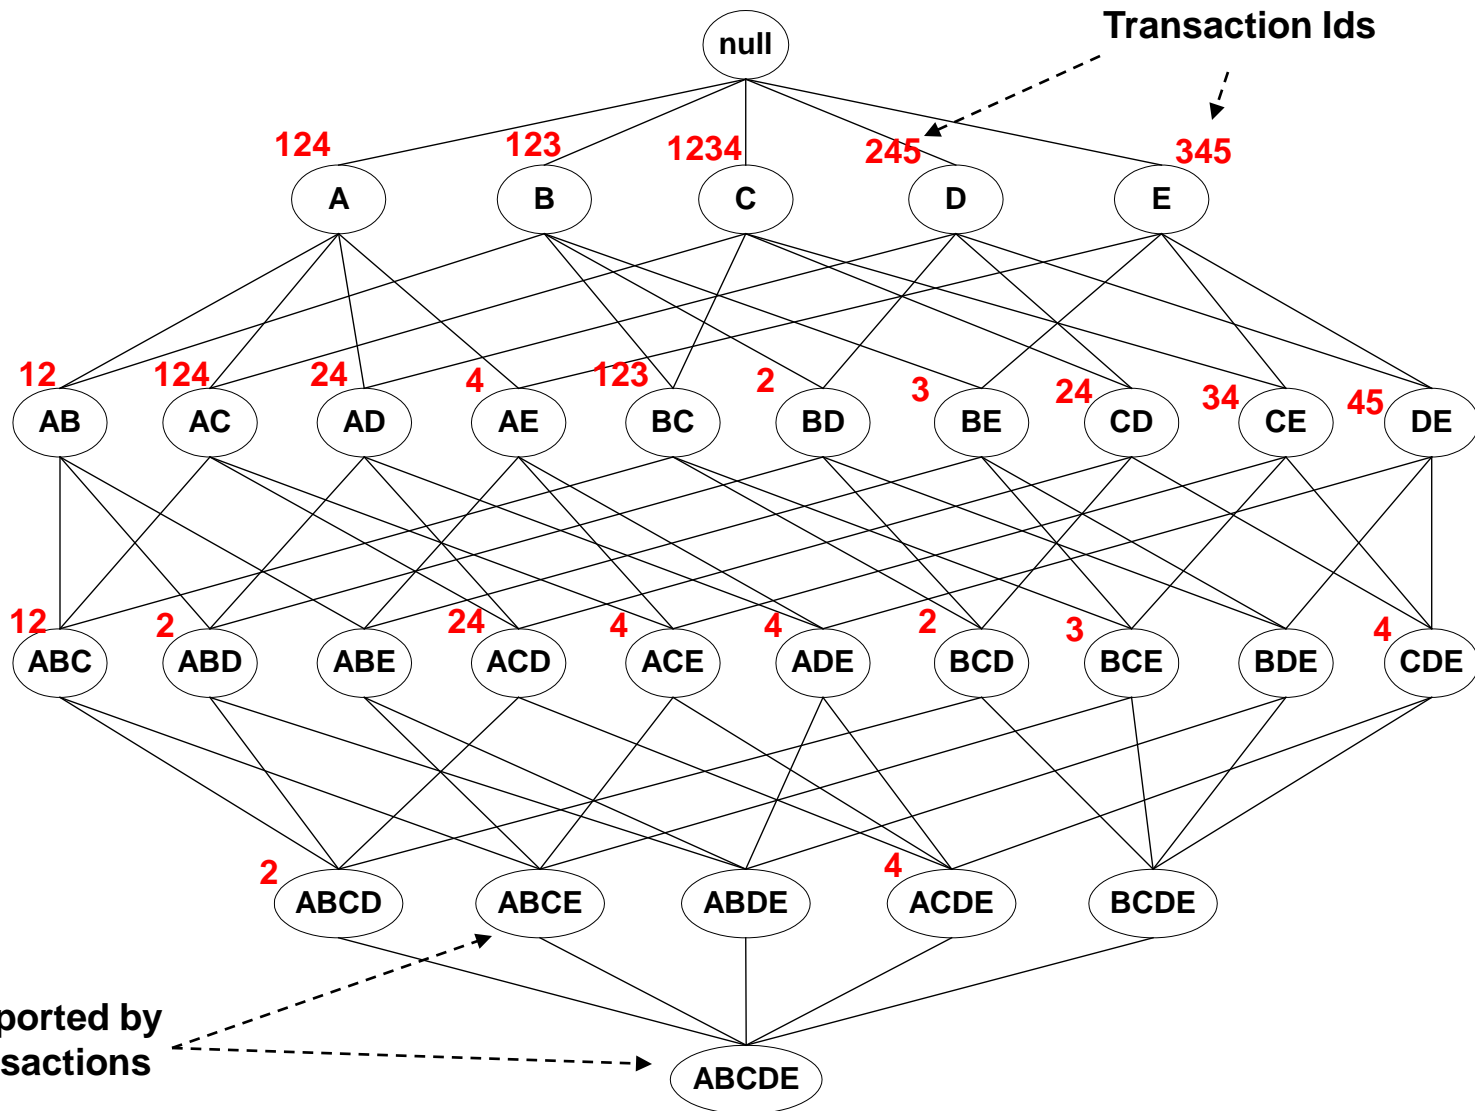 Transaction Ids
null
124 123 1234 245 345
A B C D E
12 124 24 4 123 2 3 24 34 45
AB AC AD AE BC BD BE CD CE DE
12 2 24 4 4 2 3 4
ABC ABD ABE ACD ACE ADE BCD BCE BDE CDE
2 4
ABCD ABCE ABDE ACDE BCDE
ported by
sactions
ABCDE